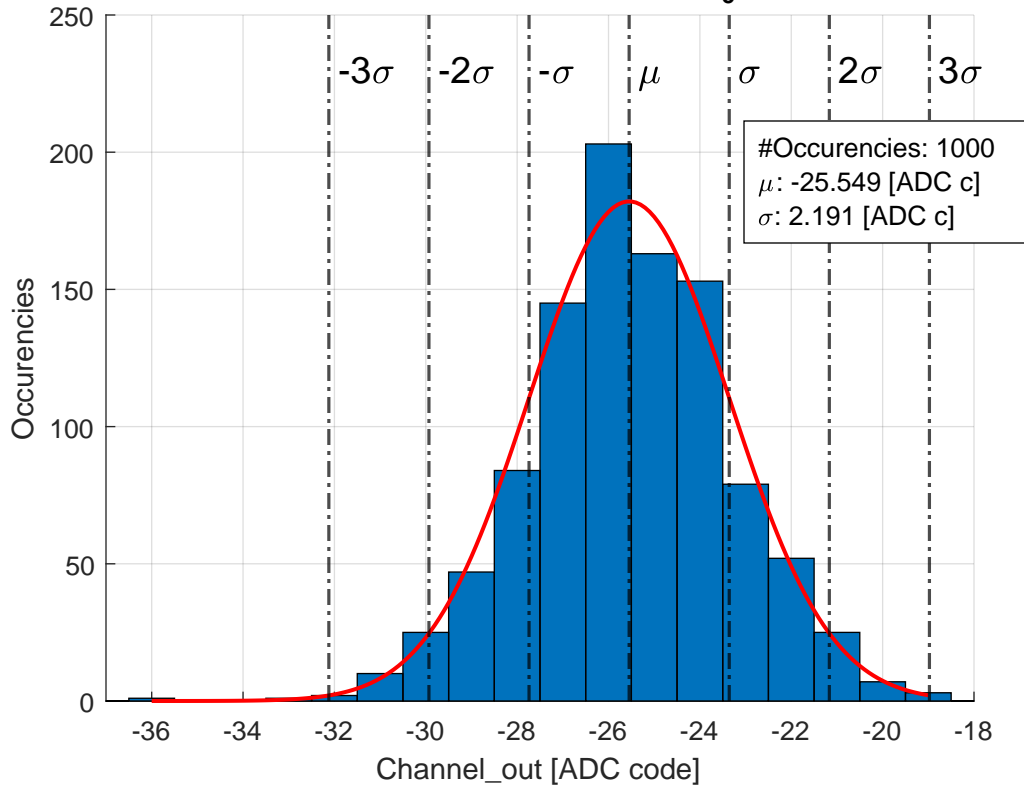 250
200
150
100
50
0
-3σ
-2σ
-σ
μ
σ
2σ
3σ
#Occurencies: 1000
μ: -25.549 [ADC c]
σ: 2.191 [ADC c]
Occurencies
-36
-34
-32
-30
-28
-26
-24
-22
-20
-18
Channel_out [ADC code]